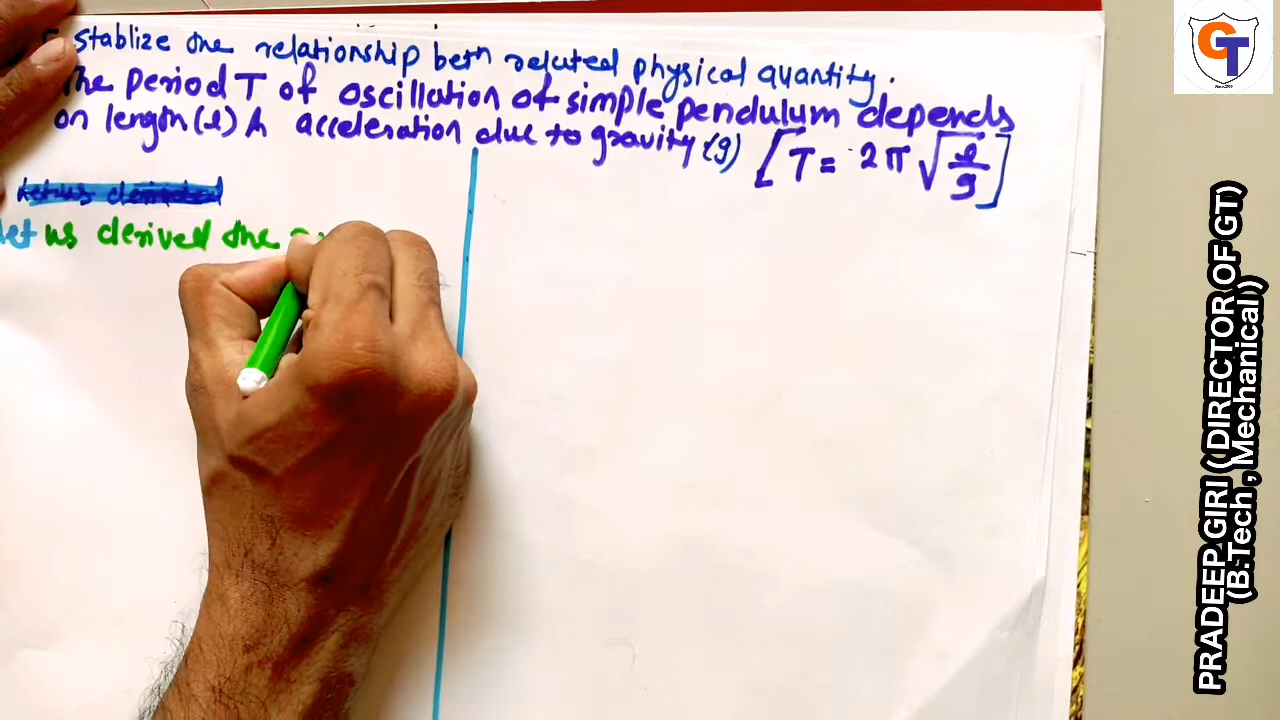 stablize the relationship betn related physical quantity.
The period T of oscillation of simple pendulum depends
on length (l) & acceleration due to gravity (g) [T = 2π√(l/g)]
let us derived the
GT
PRADEEP GIRI ( DIRECTOR OF GT)
(B.Tech , Mechanical )